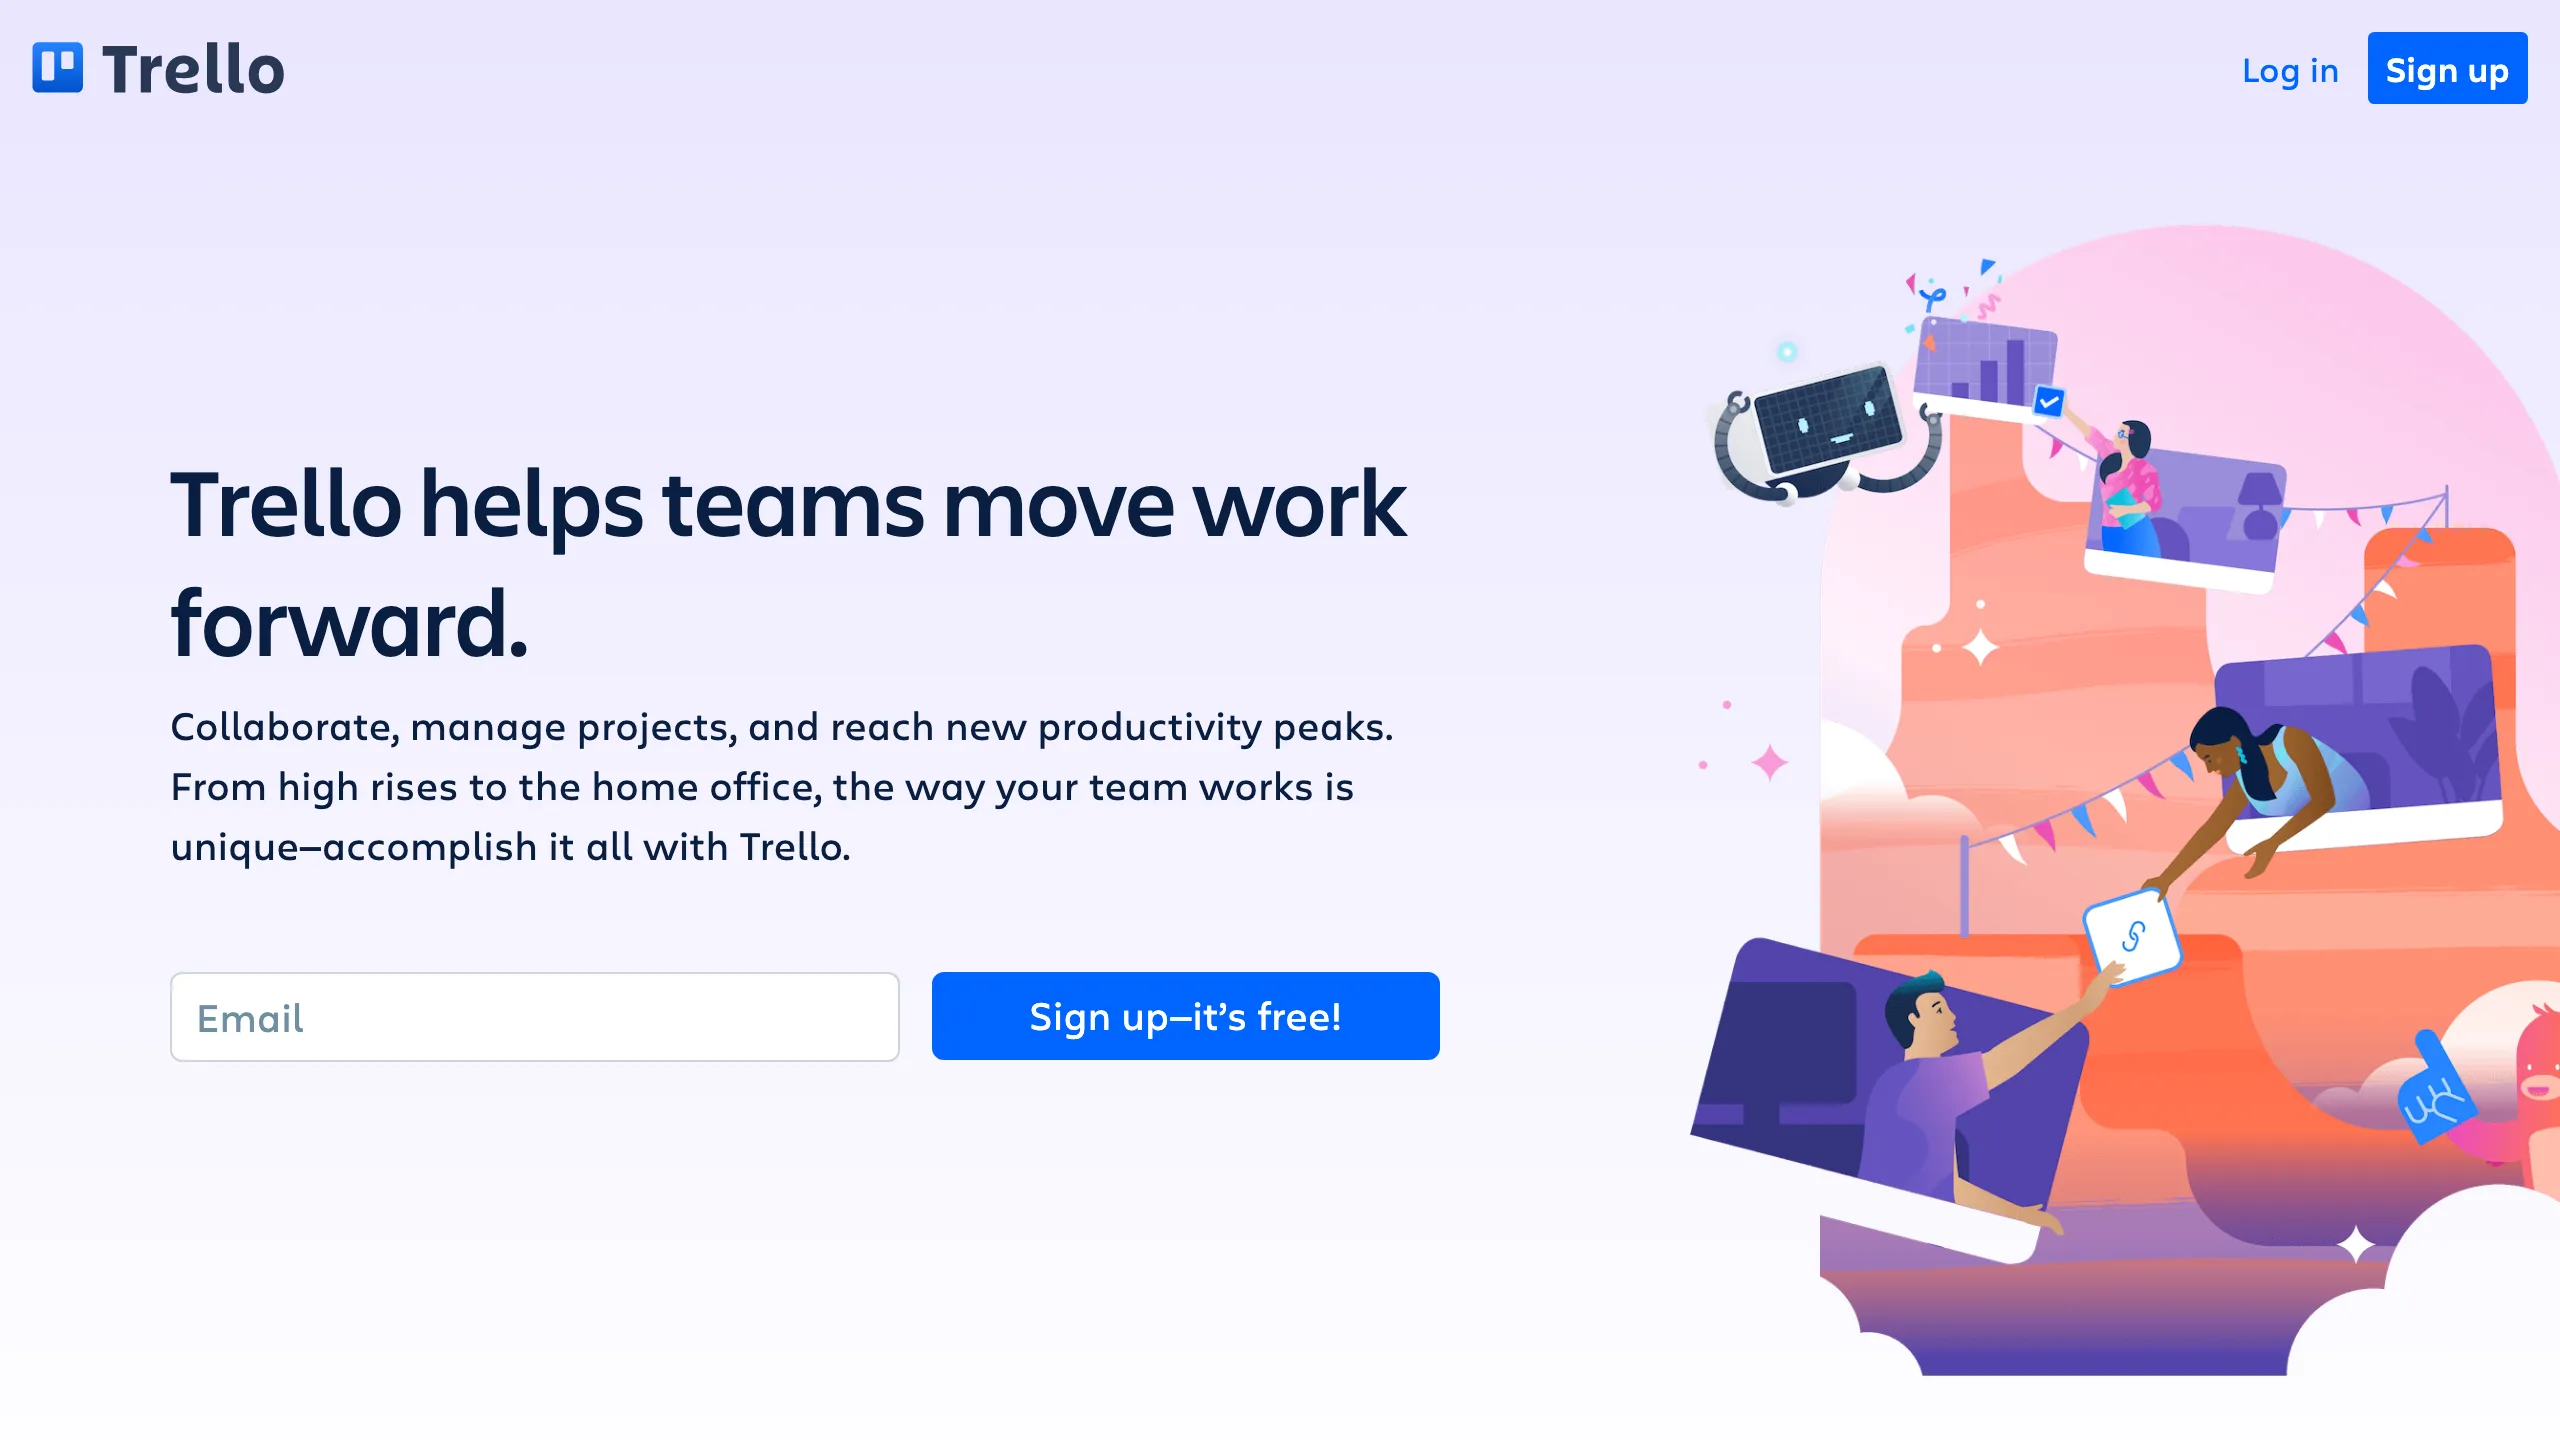 Trello
Log in
Sign up
Trello helps teams move work
forward.
Collaborate, manage projects, and reach new productivity peaks.
From high rises to the home office, the way your team works is
unique—accomplish it all with Trello.
Email
Sign up—it’s free!